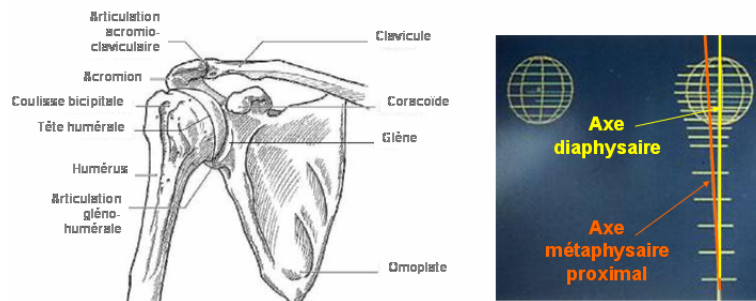 Articulation
acromio-
claviculaire
Clavicule
Acromion
Coulisse bicipitale
Coracoïde
Tête humérale
Glène
Humérus
Articulation
gléno-
humérale
Omoplate
Axe
diaphysaire
Axe
métaphysaire
proximal